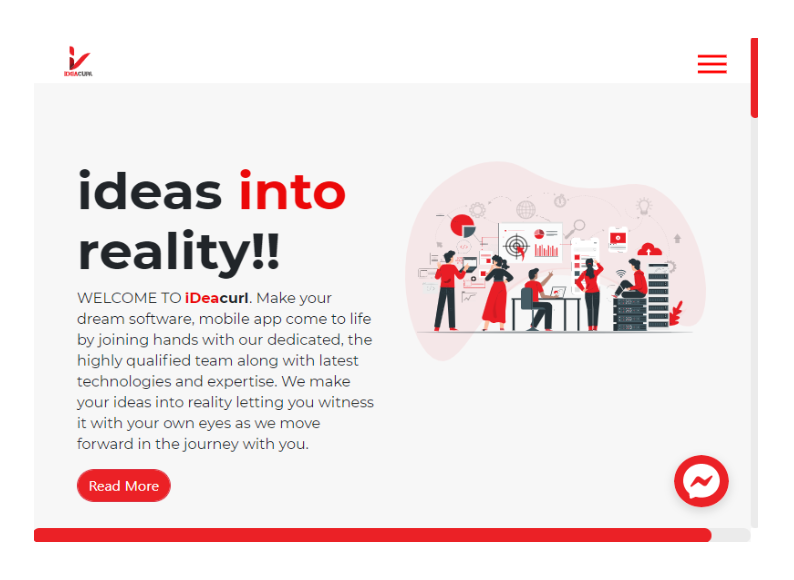 iDEACURL
ideas into
reality!!
WELCOME TO iDeacurl. Make your
dream software, mobile app come to life
by joining hands with our dedicated, the
highly qualified team along with latest
technologies and expertise. We make
your ideas into reality letting you witness
it with your own eyes as we move
forward in the journey with you.
Read More